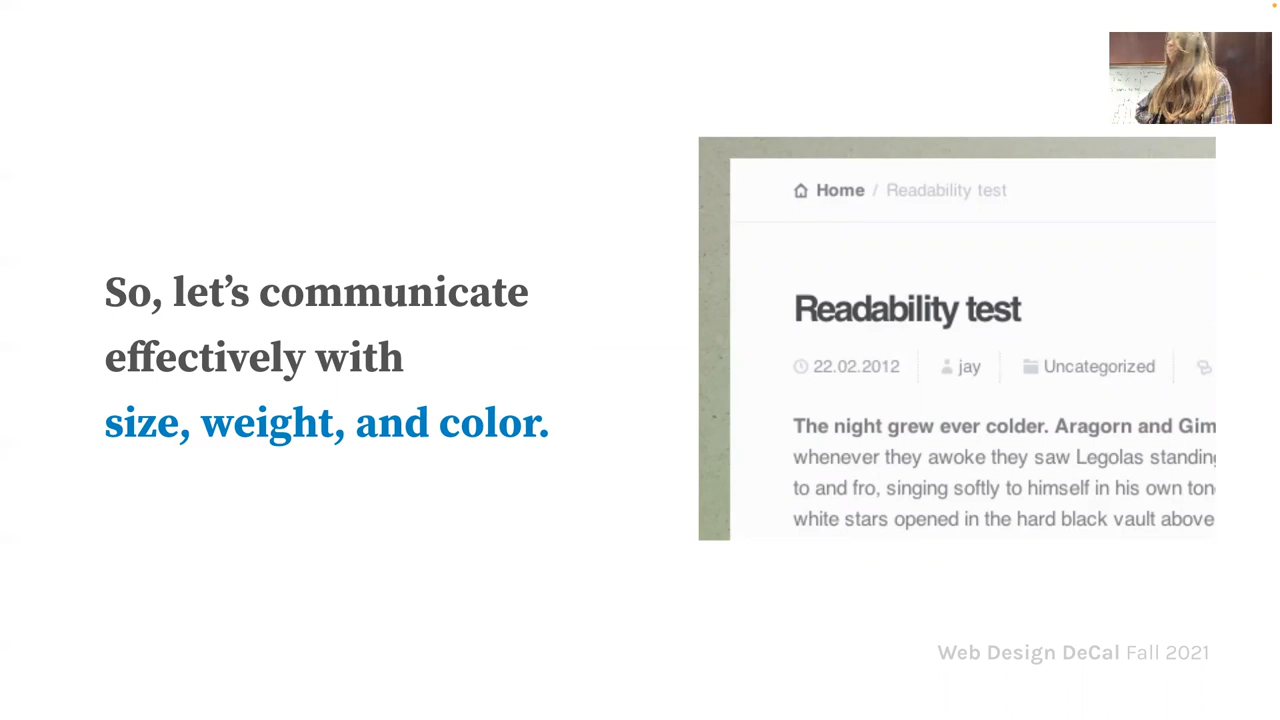 So, let’s communicate
effectively with
size, weight, and color.
Home / Readability test
Readability test
22.02.2012 jay Uncategorized
The night grew ever colder. Aragorn and Gim
whenever they awoke they saw Legolas standing
to and fro, singing softly to himself in his own ton
white stars opened in the hard black vault above
Web Design DeCal Fall 2021